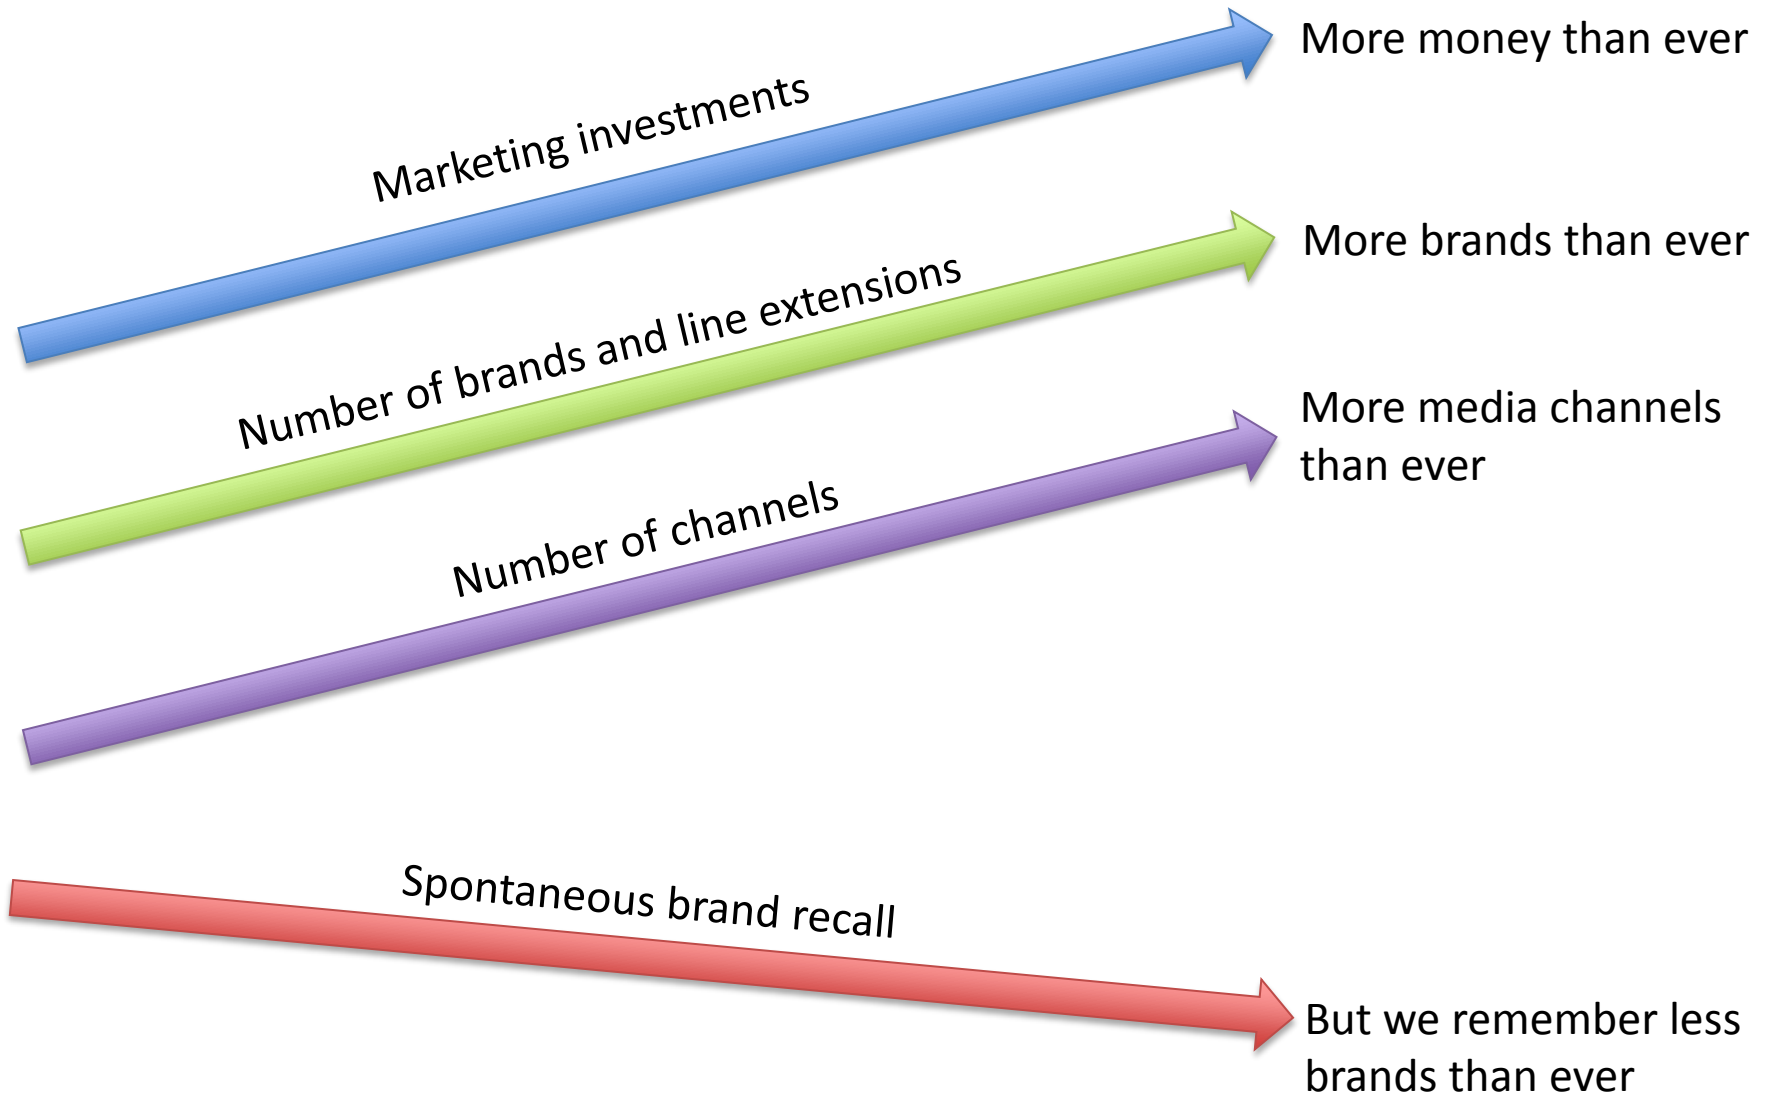 Marketing investments
More money than ever
Number of brands and line extensions
More brands than ever
Number of channels
More media channels
than ever
Spontaneous brand recall
But we remember less
brands than ever